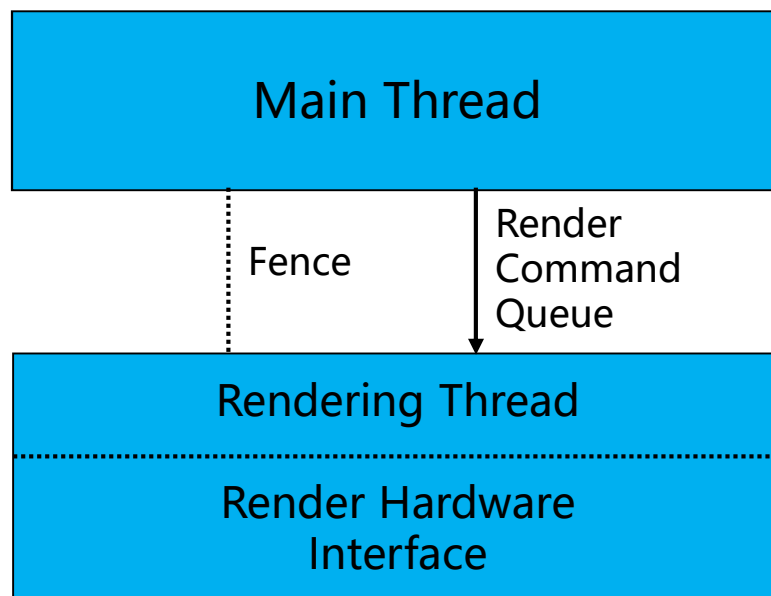 Main Thread
Fence
Render
Command
Queue
Rendering Thread
Render Hardware
Interface